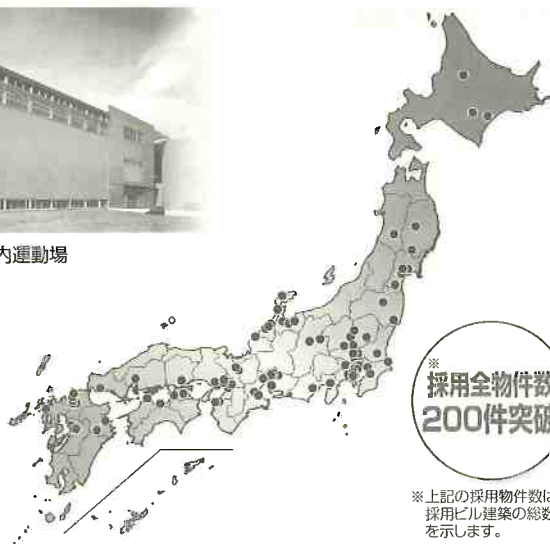 内運動場
※
採用全物件数
200件突破
※上記の採用物件数は
採用ビル建築の総数
を示します。